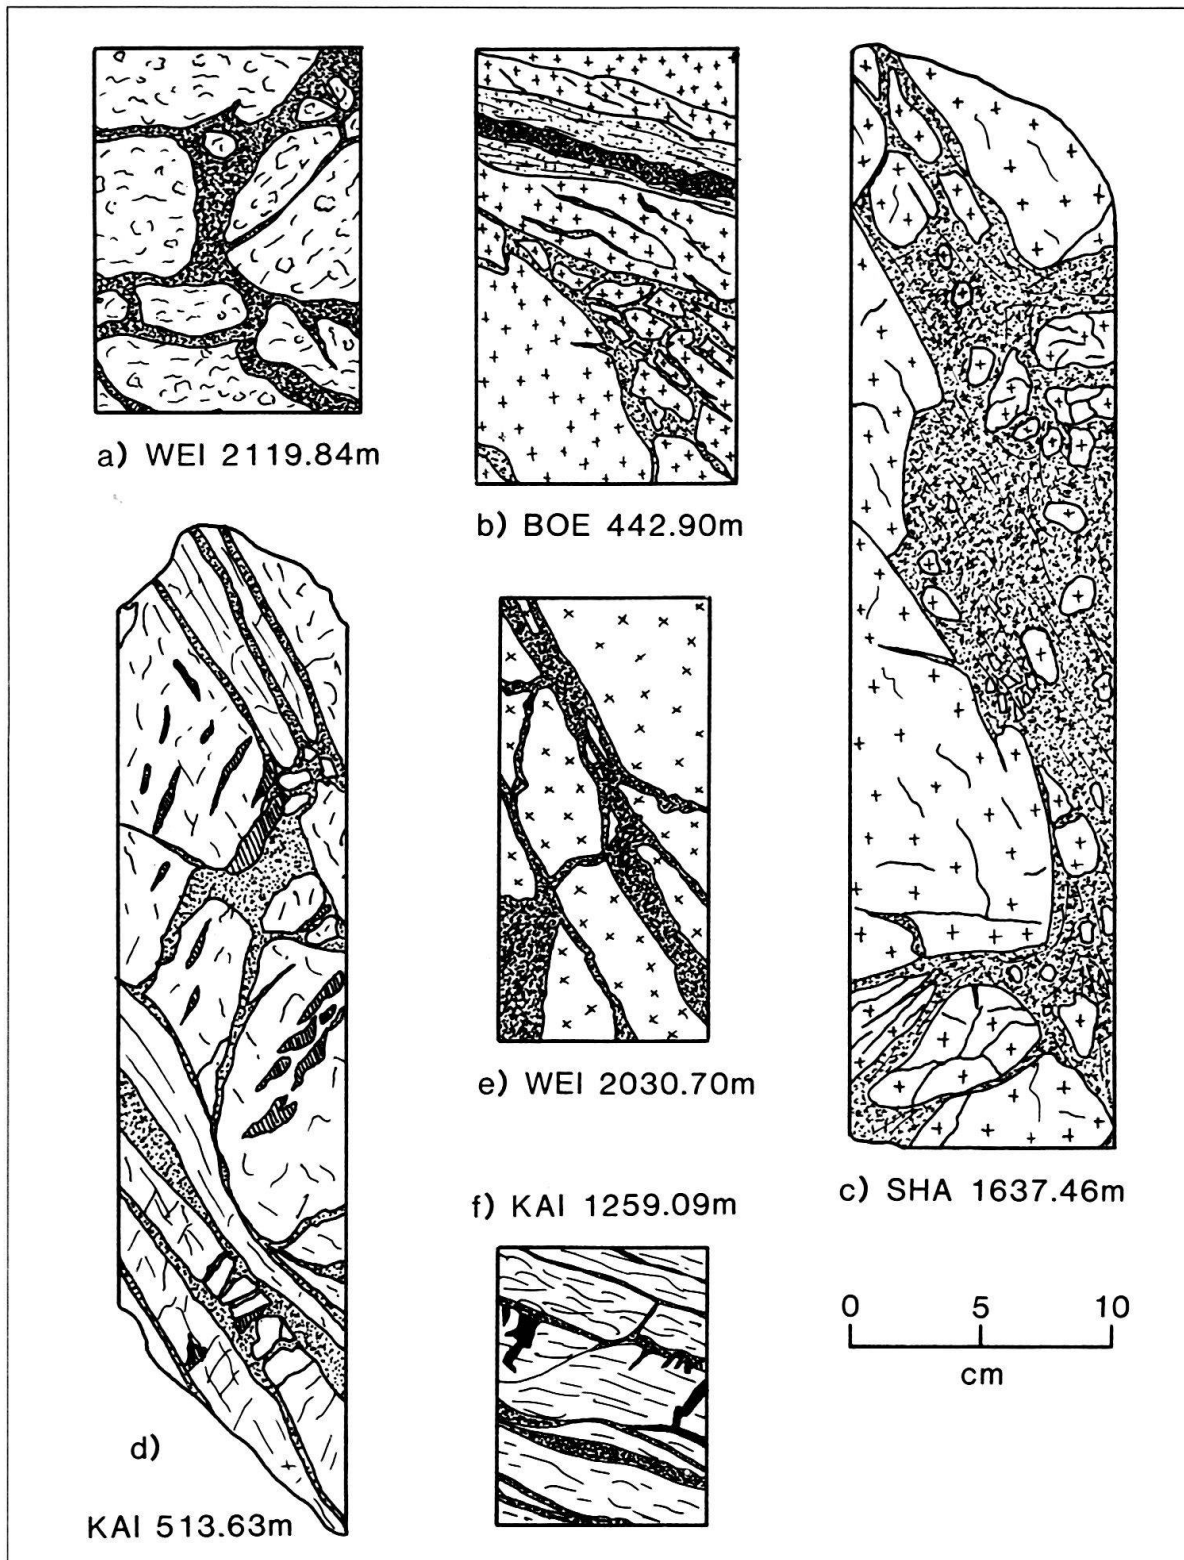 a) WEI 2119.84m
b) BOE 442.90m
c) SHA 1637.46m
d)
KAI 513.63m
e) WEI 2030.70m
f) KAI 1259.09m
0 5 10
cm